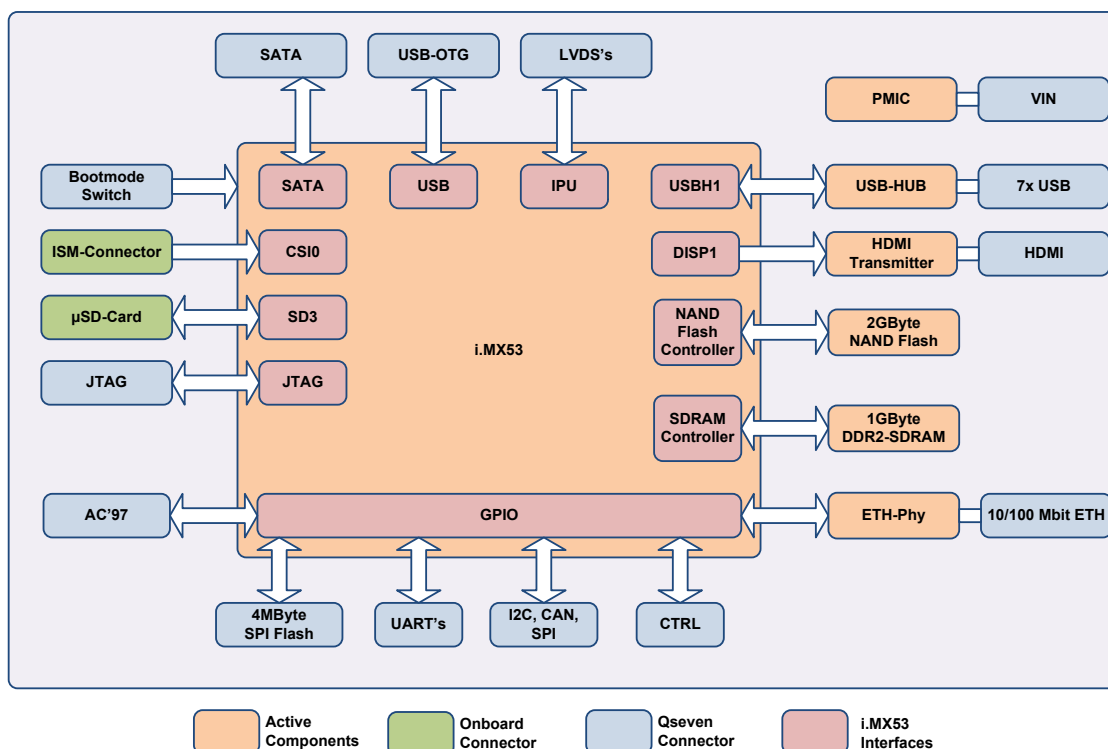 SATA
USB-OTG
LVDS's
PMIC
VIN
Bootmode
Switch
SATA
USB
IPU
USBH1
USB-HUB
7x USB
ISM-Connector
CSI0
DISP1
HDMI
Transmitter
HDMI
µSD-Card
SD3
i.MX53
NAND
Flash
Controller
2GByte
NAND Flash
JTAG
JTAG
SDRAM
Controller
1GByte
DDR2-SDRAM
AC'97
GPIO
ETH-Phy
10/100 Mbit ETH
4MByte
SPI Flash
UART's
I2C, CAN,
SPI
CTRL
Active
Components
Onboard
Connector
Qseven
Connector
i.MX53
Interfaces